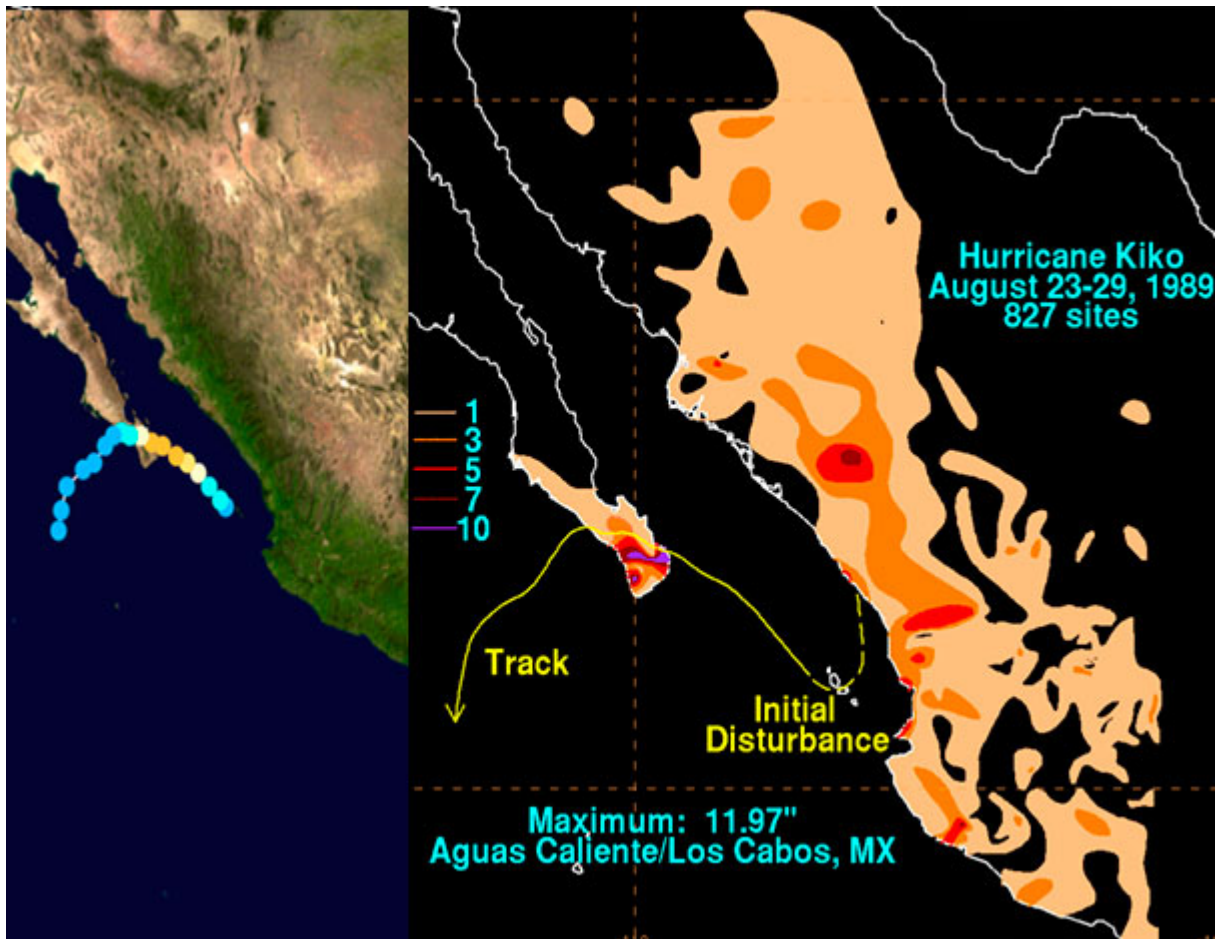 Hurricane Kiko
August 23-29, 1989
827 sites
1
3
5
7
10
Track
Initial
Disturbance
Maximum: 11.97"
Aguas Caliente/Los Cabos, MX